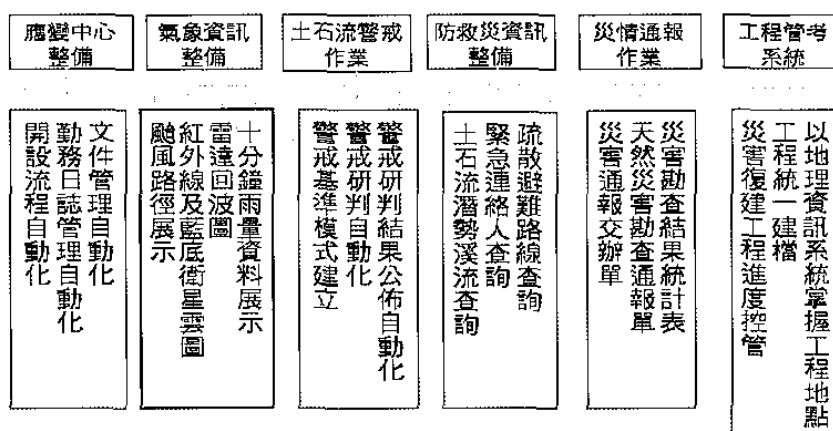 應變中心
整備
氣象資訊
整備
土石流警戒
作業
防救災資訊
整備
災情通報
作業
工程管考
系統
文件管理自動化
勤務日誌管理自動化
開設流程自動化
十分鐘雨量資料展示
雷達回波圖
紅外線及藍底衛星雲圖
颱風路徑展示
警戒研判結果公佈自動化
警戒研判自動化
警戒基準模式建立
疏散避難路線查詢
緊急連絡人查詢
土石流潛勢溪流查詢
災害勘查結果統計表
天然災害勘查通報單
災害通報交辦單
以地理資訊系統掌握工程地點
工程統一建檔
災害復建工程進度控管